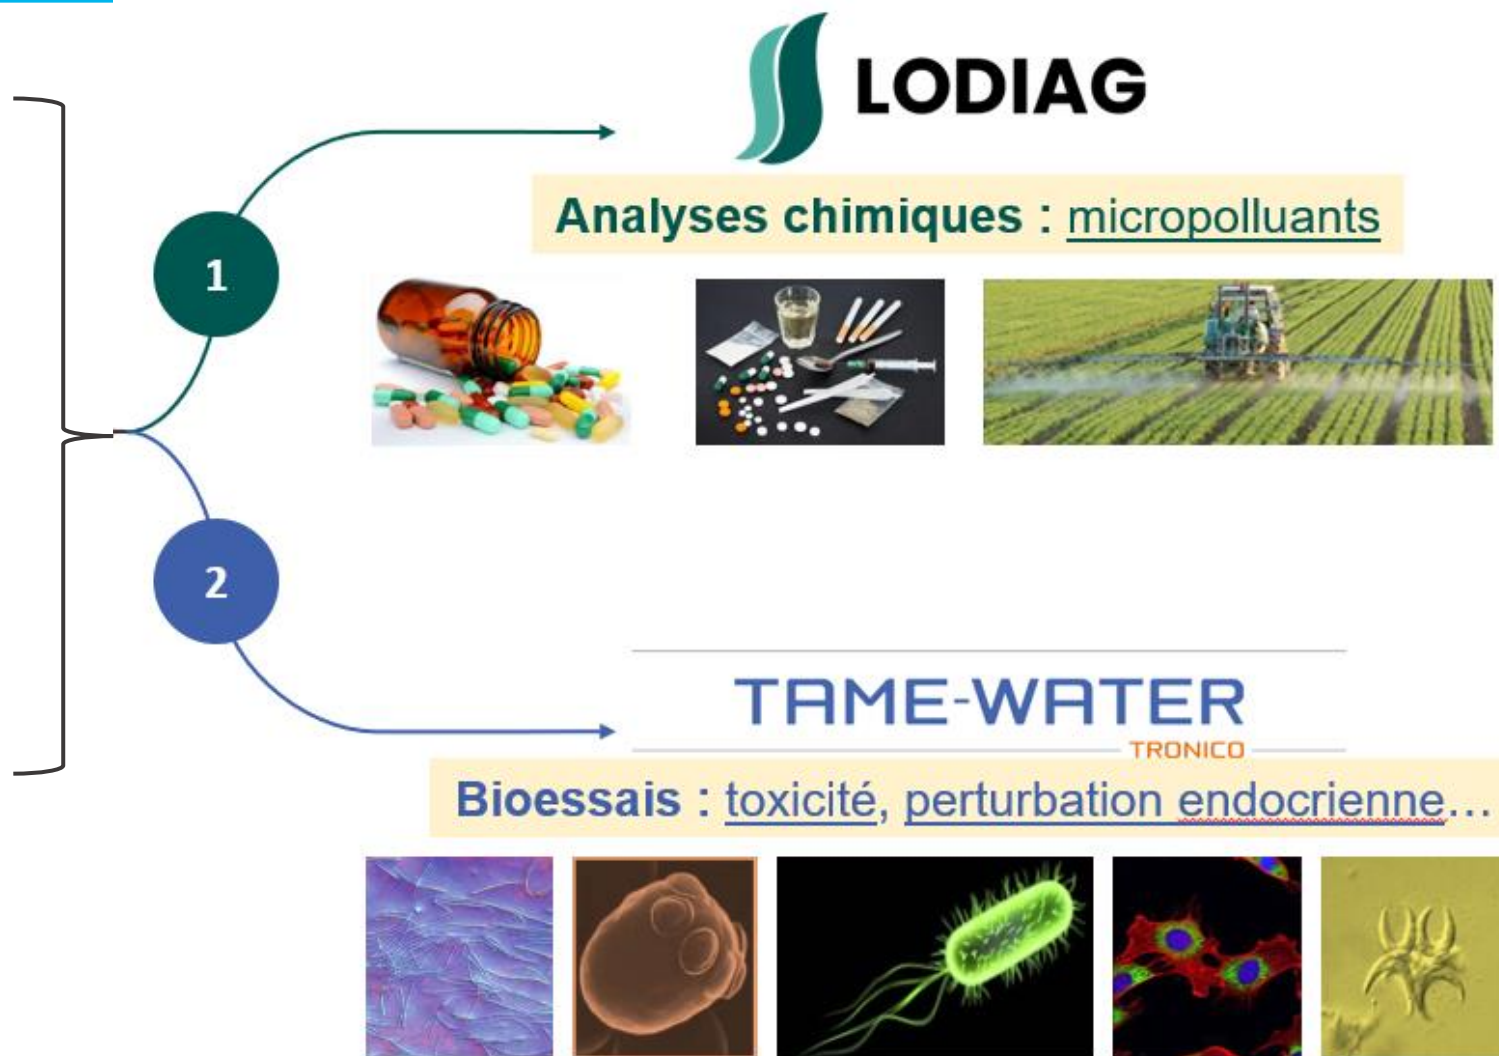 LODIAG
Analyses chimiques : micropolluants
1
2
TAME-WATER
TRONICO
Bioessais : toxicité, perturbation endocrienne...